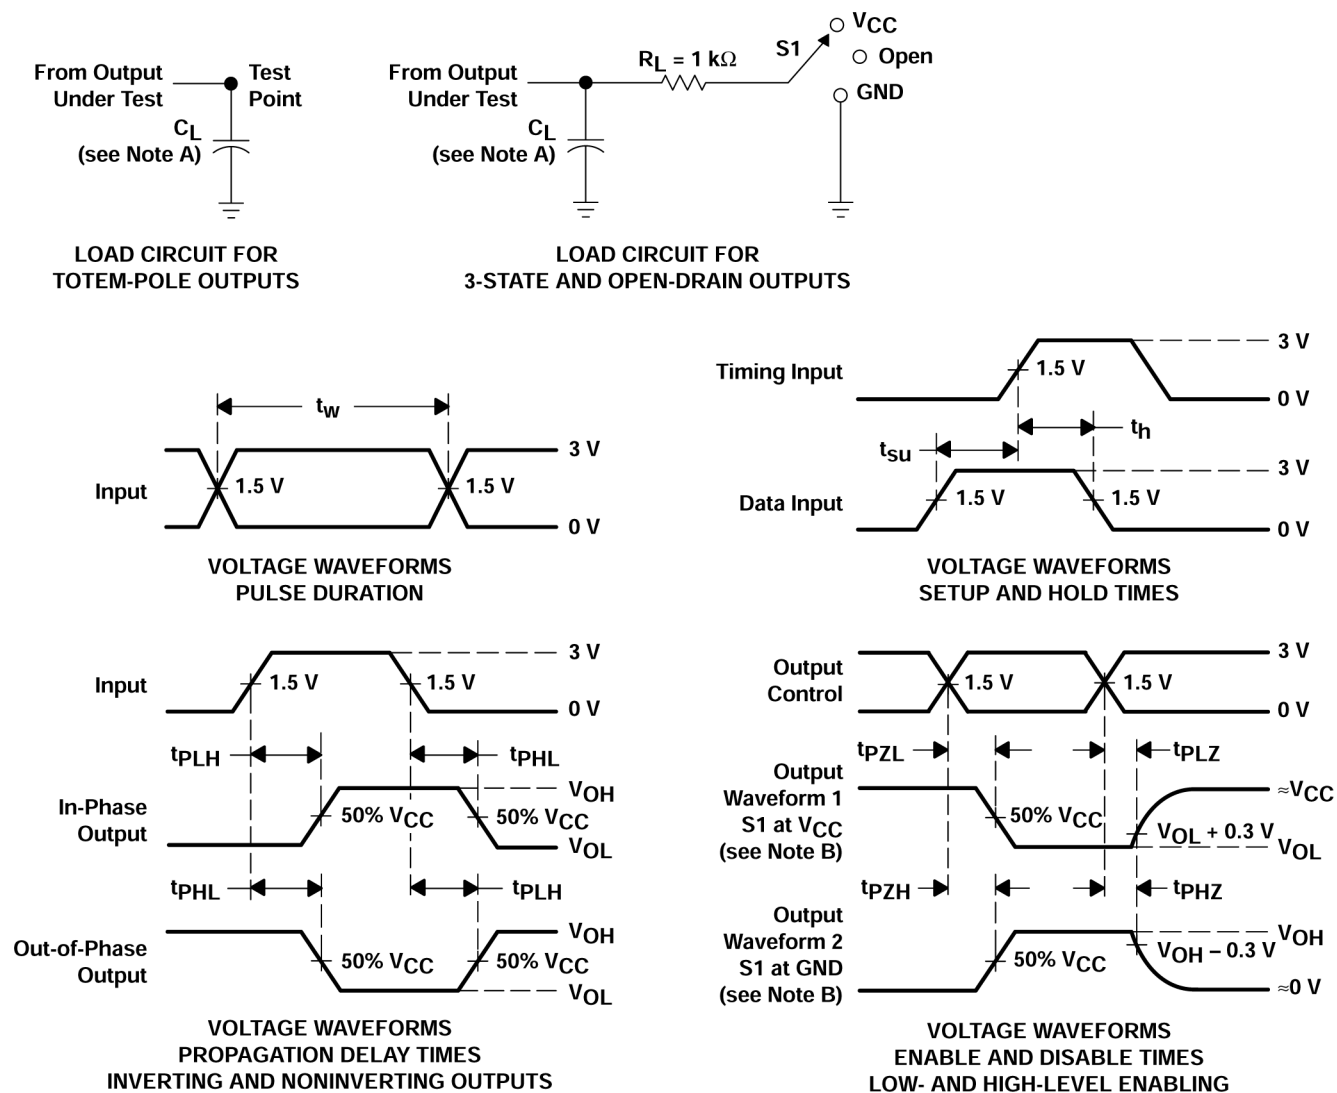 From Output
Under Test
Test
Point
CL
(see Note A)
LOAD CIRCUIT FOR
TOTEM-POLE OUTPUTS
From Output
Under Test
RL = 1 kΩ
S1
VCC
Open
GND
CL
(see Note A)
LOAD CIRCUIT FOR
3-STATE AND OPEN-DRAIN OUTPUTS
tw
Input
1.5 V
1.5 V
3 V
0 V
VOLTAGE WAVEFORMS
PULSE DURATION
Timing Input
1.5 V
3 V
0 V
th
tsu
Data Input
1.5 V
1.5 V
3 V
0 V
VOLTAGE WAVEFORMS
SETUP AND HOLD TIMES
Input
1.5 V
1.5 V
3 V
0 V
tPLH
tPHL
In-Phase
Output
50% VCC
50% VCC
VOH
VOL
tPHL
tPLH
Out-of-Phase
Output
50% VCC
50% VCC
VOH
VOL
VOLTAGE WAVEFORMS
PROPAGATION DELAY TIMES
INVERTING AND NONINVERTING OUTPUTS
Output
Control
1.5 V
1.5 V
3 V
0 V
tPZL
tPLZ
Output
Waveform 1
S1 at VCC
(see Note B)
50% VCC
VOL + 0.3 V
≈VCC
VOL
tPZH
tPHZ
Output
Waveform 2
S1 at GND
(see Note B)
50% VCC
VOH – 0.3 V
VOH
≈0 V
VOLTAGE WAVEFORMS
ENABLE AND DISABLE TIMES
LOW- AND HIGH-LEVEL ENABLING